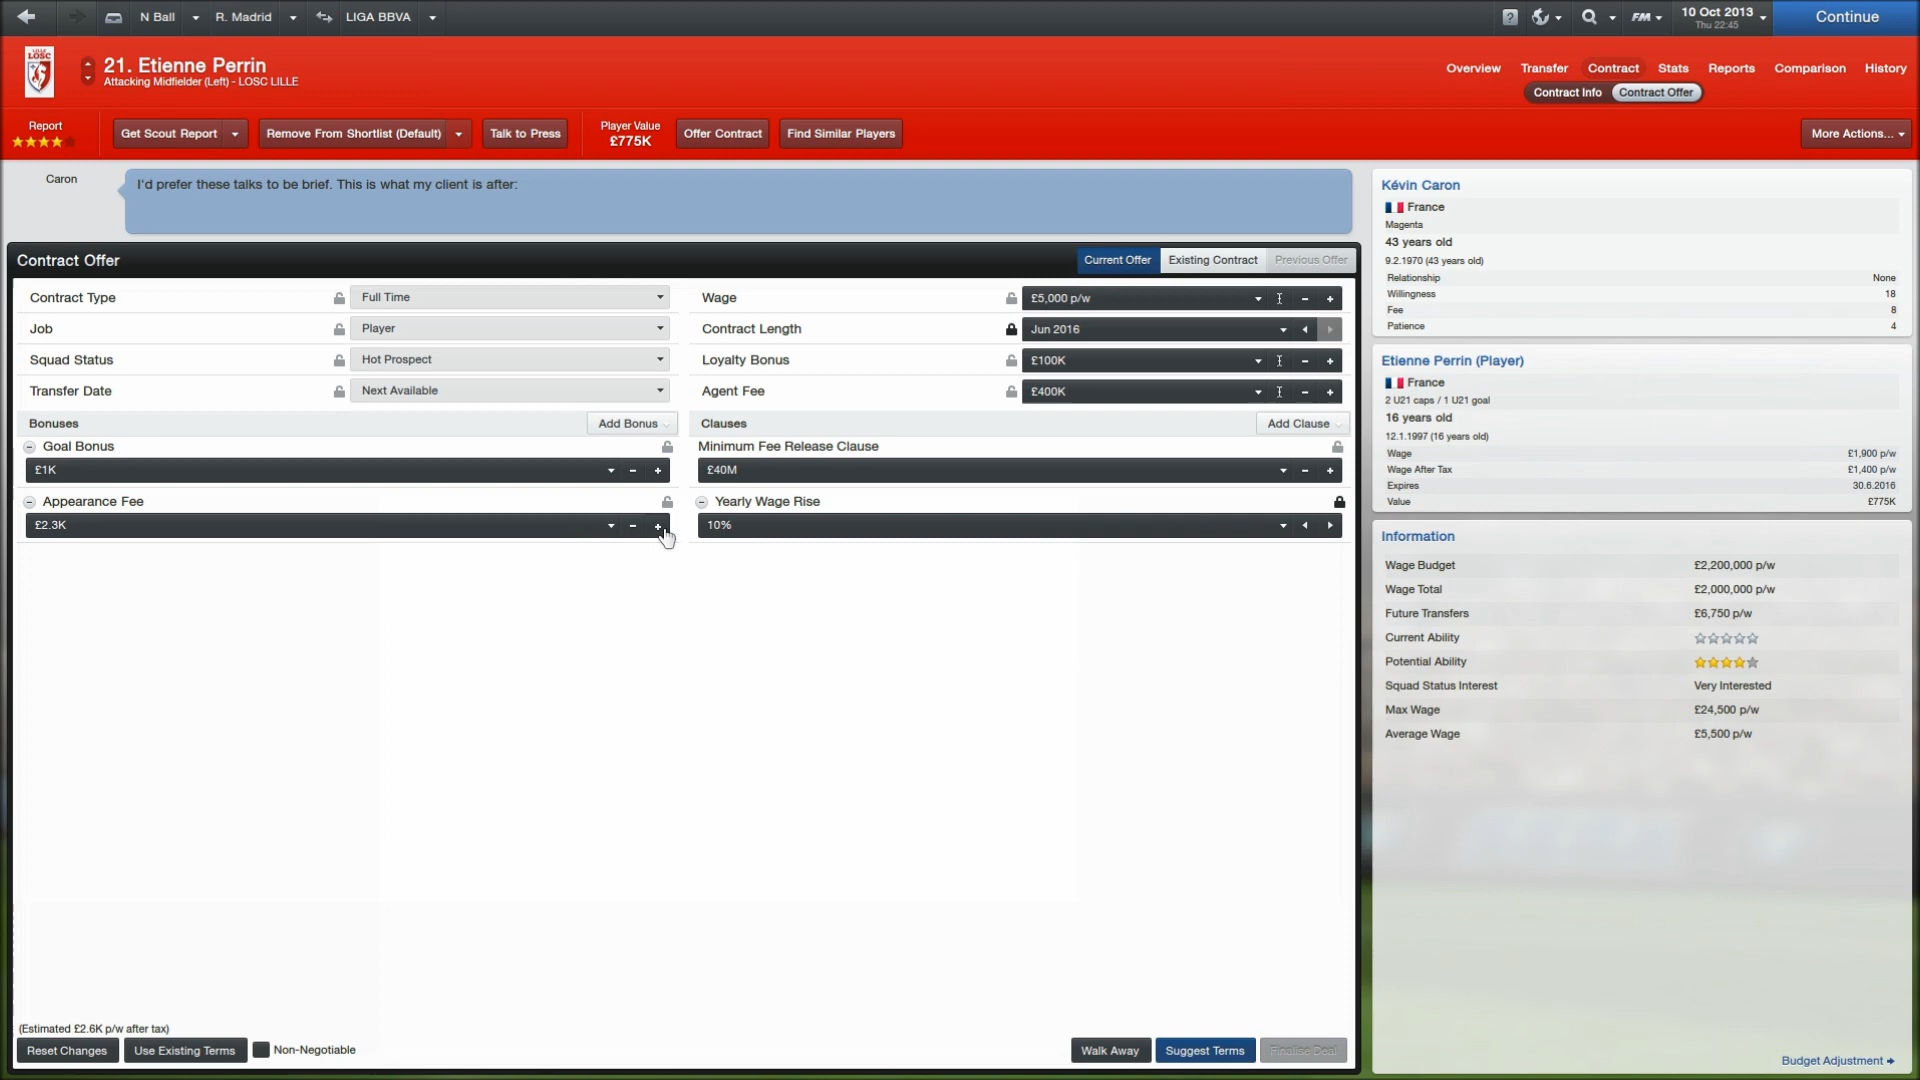 N Ball R. Madrid LIGA BBVA
? FM 10 Oct 2013
Thu 22:45
Continue
LOSC
21. Etienne Perrin
Attacking Midfielder (Left) - LOSC LILLE
Overview Transfer Contract Stats Reports Comparison History
Contract Info Contract Offer
Report
Get Scout Report Remove From Shortlist (Default) Talk to Press
Player Value
£775K
Offer Contract Find Similar Players More Actions...
Caron
I'd prefer these talks to be brief. This is what my client is after:
Contract Offer
Current Offer Existing Contract Previous Offer
Contract Type Full Time
Job Player
Squad Status Hot Prospect
Transfer Date Next Available
Wage £5,000 p/w
Contract Length Jun 2016
Loyalty Bonus £100K
Agent Fee £400K
Bonuses Add Bonus
Goal Bonus
£1K
Appearance Fee
£2.3K
Clauses Add Clause
Minimum Fee Release Clause
£40M
Yearly Wage Rise
10%
(Estimated £2.6K p/w after tax)
Reset Changes Use Existing Terms Non-Negotiable
Walk Away Suggest Terms Finalise Deal
Kévin Caron
France
Magenta
43 years old
9.2.1970 (43 years old)
Relationship None
Willingness 18
Fee 8
Patience 4
Etienne Perrin (Player)
France
2 U21 caps / 1 U21 goal
16 years old
12.1.1997 (16 years old)
Wage £1,900 p/w
Wage After Tax £1,400 p/w
Expires 30.6.2016
Value £775K
Information
Wage Budget £2,200,000 p/w
Wage Total £2,000,000 p/w
Future Transfers £6,750 p/w
Current Ability
Potential Ability
Squad Status Interest Very Interested
Max Wage £24,500 p/w
Average Wage £5,500 p/w
Budget Adjustment